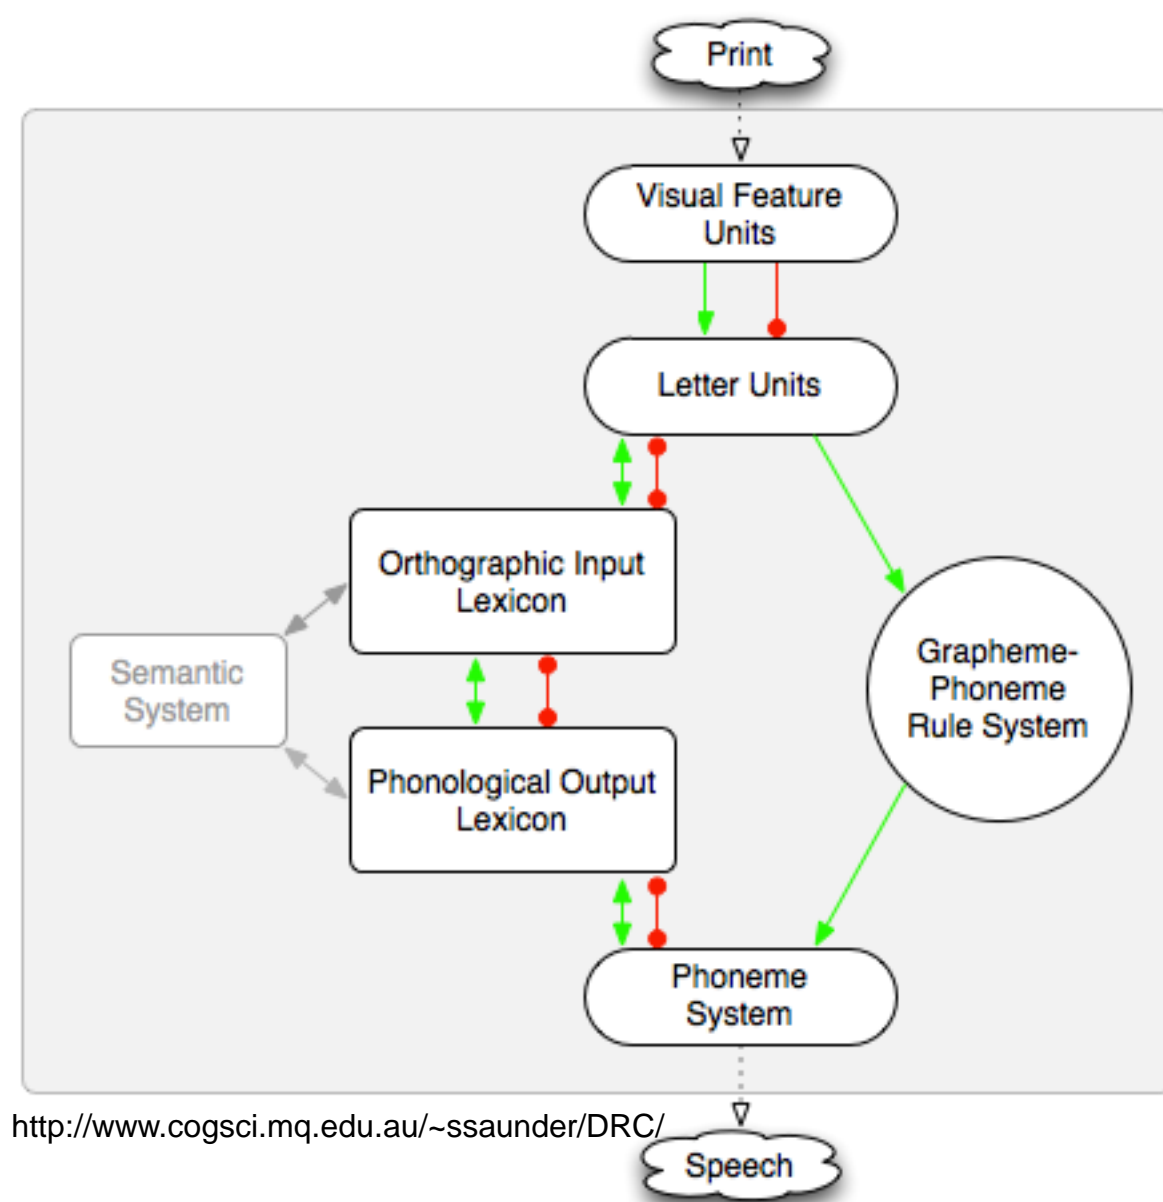 Print
Visual Feature
Units
Letter Units
Orthographic Input
Lexicon
Semantic
System
Grapheme-
Phoneme
Rule System
Phonological Output
Lexicon
Phoneme
System
http://www.cogsci.mq.edu.au/~ssaunder/DRC/
Speech